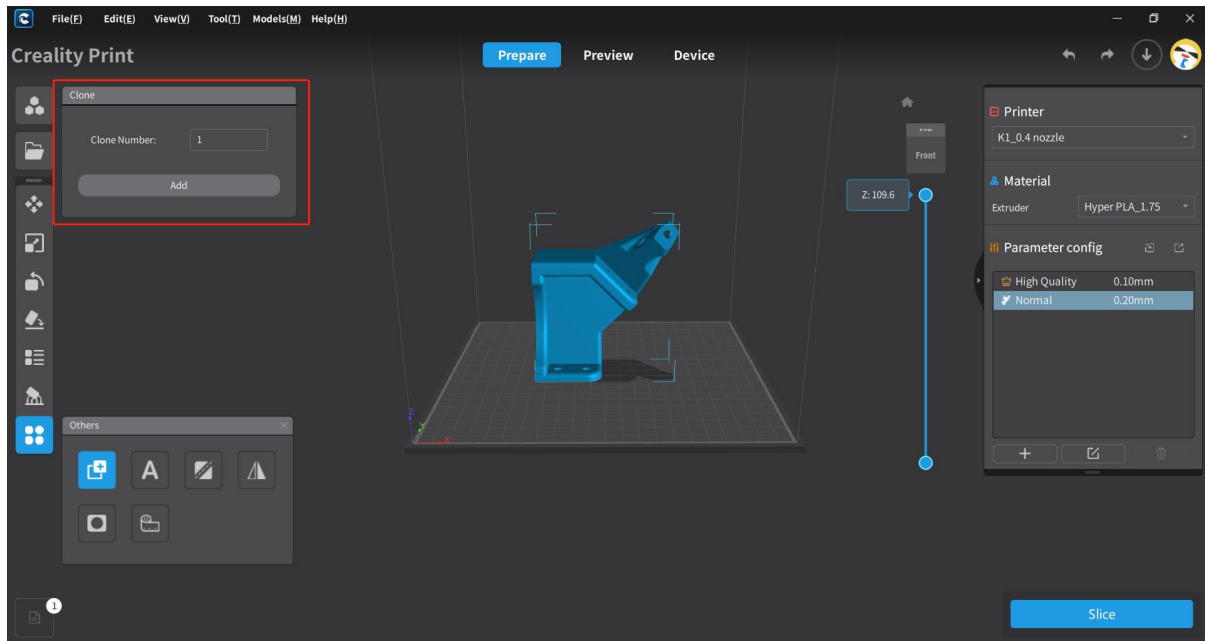 File(F) Edit(E) View(V) Tool(T) Models(M) Help(H)
Creality Print
Prepare Preview Device
Clone
Clone Number: 1
Add
Front
Z: 109.6
Printer
K1_0.4 nozzle
Material
Extruder Hyper PLA_1.75
Parameter config
High Quality 0.10mm
Normal 0.20mm
Z
Y
X
Others
A
1
Slice